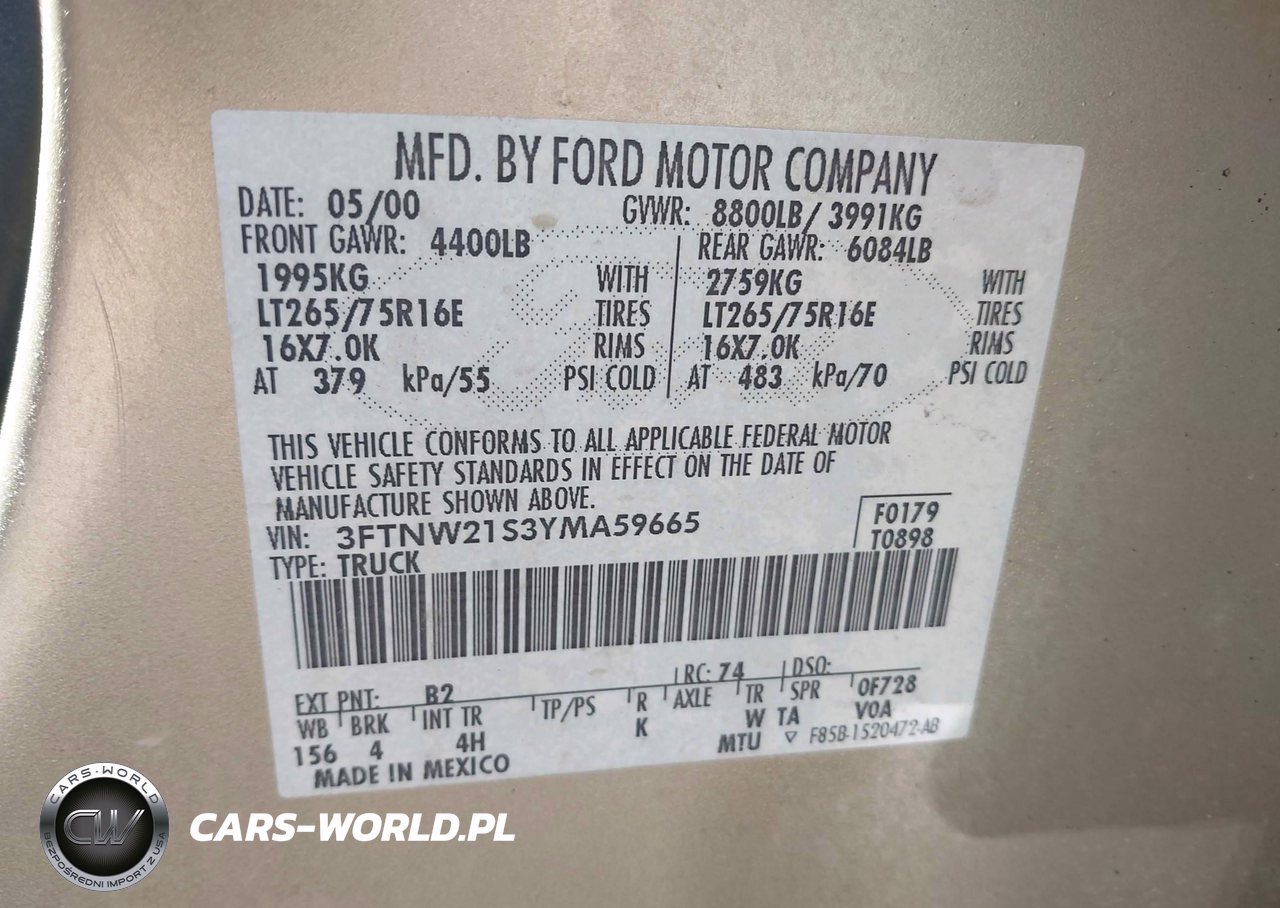 MFD. BY FORD MOTOR COMPANY
DATE: 05/00 GVWR: 8800LB/ 3991KG
FRONT GAWR: 4400LB REAR GAWR: 6084LB
1995KG WITH 2759KG WITH
LT265/75R16E TIRES LT265/75R16E TIRES
16X7.0K RIMS 16X7.0K RIMS
AT 379 kPa/55 PSI COLD AT 483 kPa/70 PSI COLD
THIS VEHICLE CONFORMS TO ALL APPLICABLE FEDERAL MOTOR
VEHICLE SAFETY STANDARDS IN EFFECT ON THE DATE OF
MANUFACTURE SHOWN ABOVE.
VIN: 3FTNW21S3YMA59665 F0179
TYPE: TRUCK T0898
EXT PNT: B2 RC: 74 DSO:
WB BRK INT TR TP/PS R AXLE TR SPR 0F728
156 4 4H K W TA VOA
MADE IN MEXICO MTU ▽ F85B-1520472-AB
CARS-WORLD
CW
BEZPOŚREDNI IMPORT Z USA
CARS-WORLD.PL